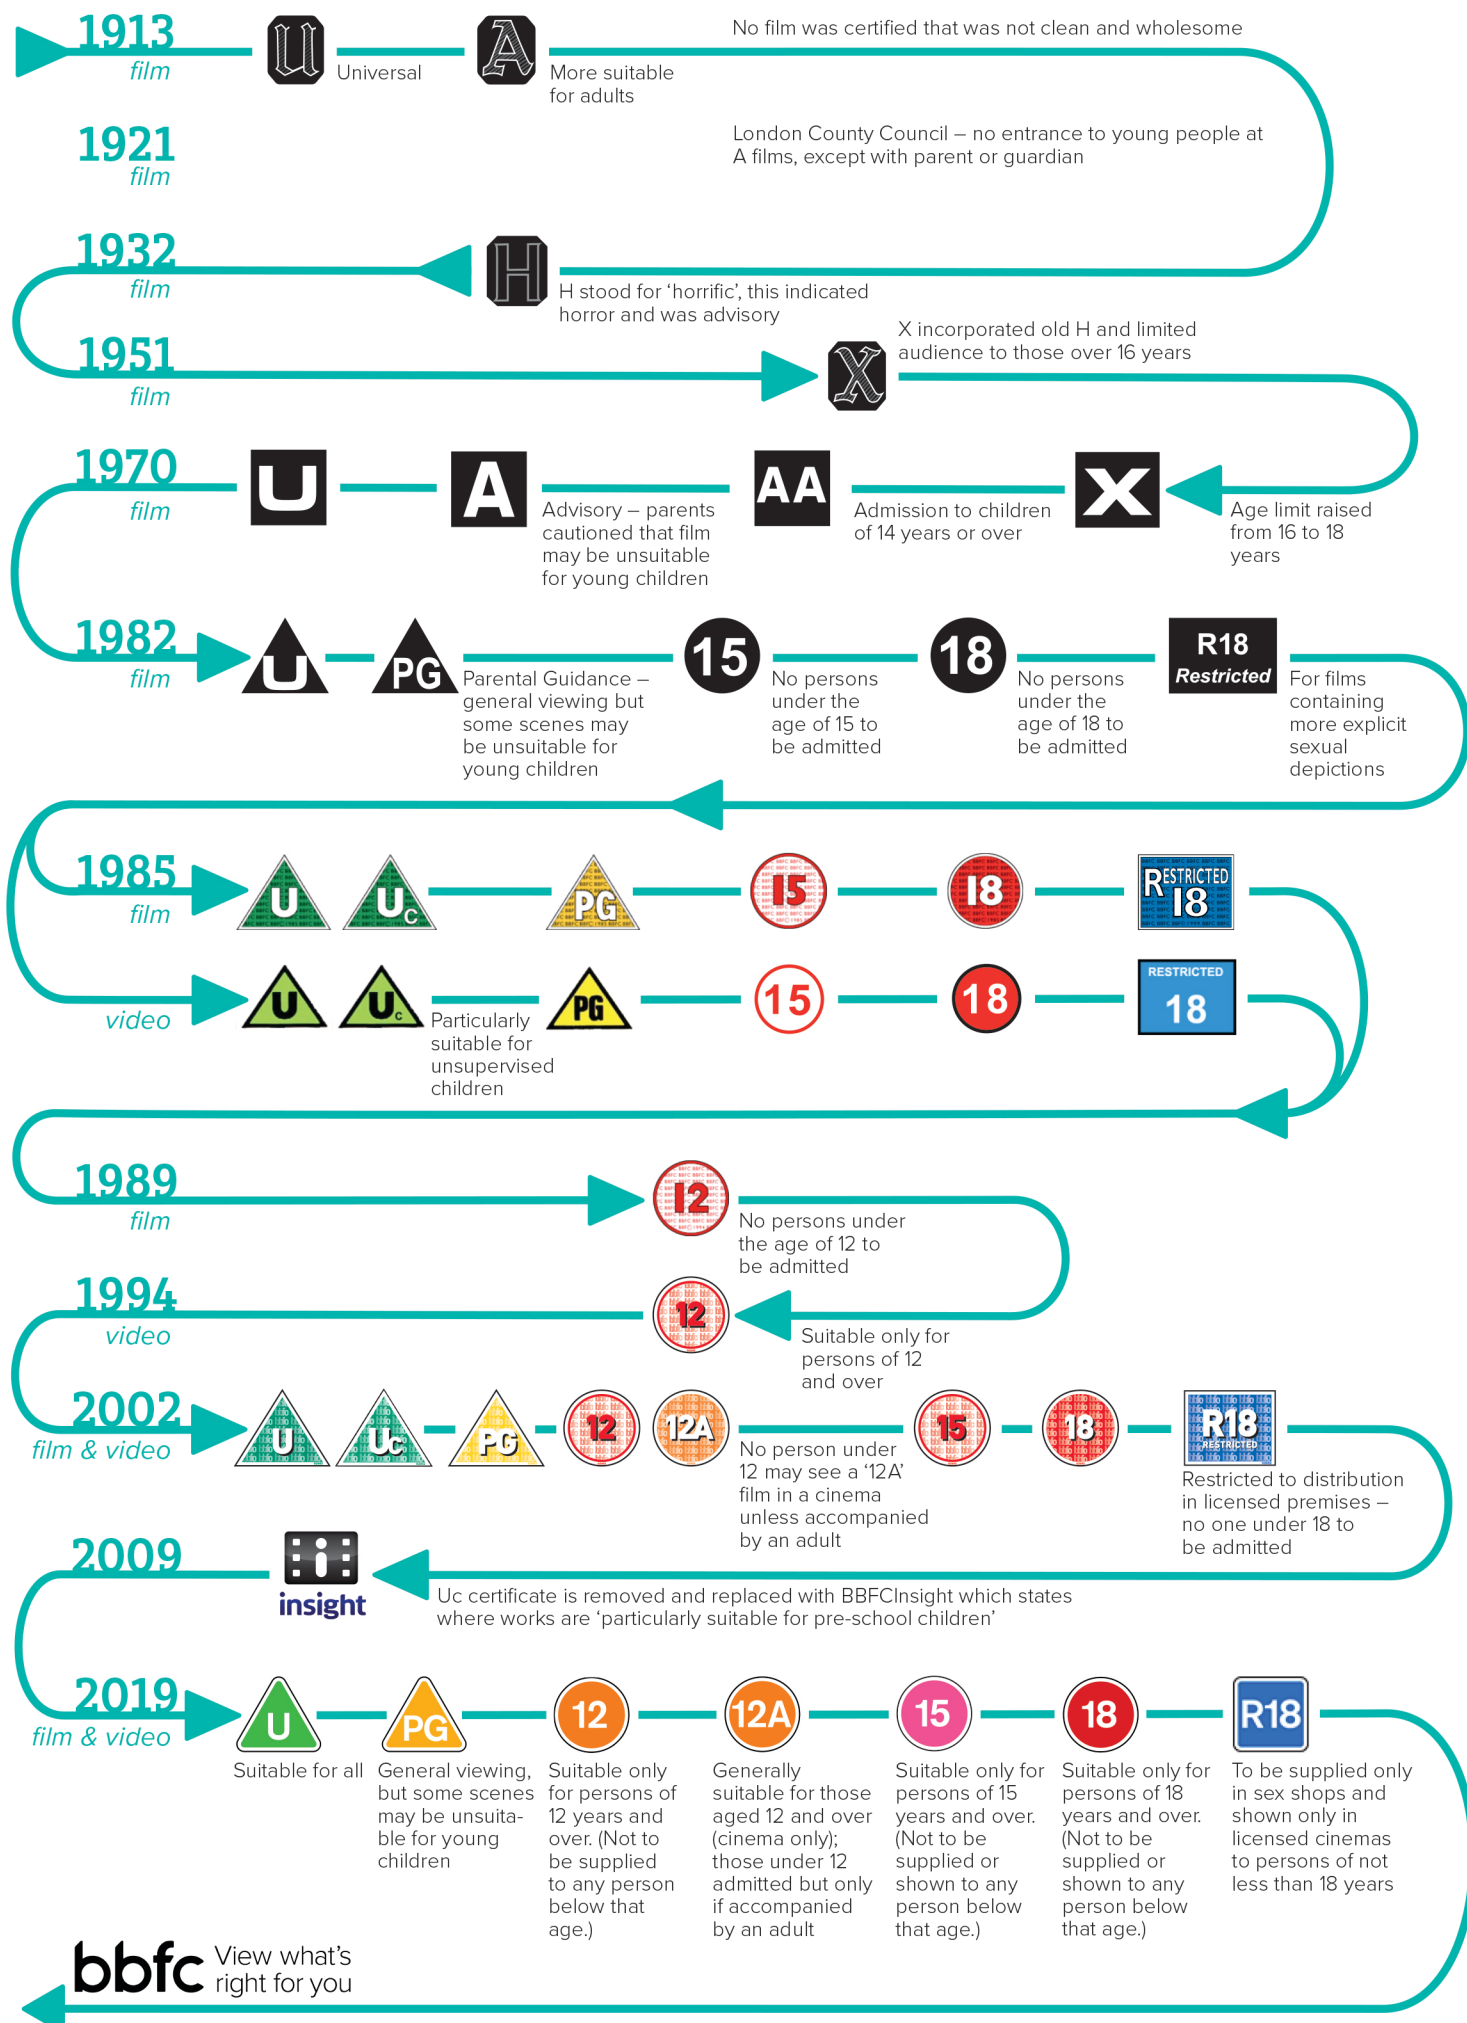 1913
film
U
Universal
A
More suitable
for adults
No film was certified that was not clean and wholesome
1921
film
London County Council – no entrance to young people at
A films, except with parent or guardian
1932
film
H
H stood for ‘horrific’, this indicated
horror and was advisory
1951
film
X
X incorporated old H and limited
audience to those over 16 years
1970
film
U
A
Advisory – parents
cautioned that film
may be unsuitable
for young children
AA
Admission to children
of 14 years or over
X
Age limit raised
from 16 to 18
years
1982
film
U
PG
Parental Guidance –
general viewing but
some scenes may
be unsuitable for
young children
15
No persons
under the
age of 15 to
be admitted
18
No persons
under the
age of 18 to
be admitted
R18
Restricted
For films
containing
more explicit
sexual
depictions
1985
film
U
Uc
PG
15
18
RESTRICTED
18
video
U
Uc
Particularly
suitable for
unsupervised
children
PG
15
18
RESTRICTED
18
1989
film
12
No persons under
the age of 12 to
be admitted
1994
video
12
Suitable only for
persons of 12
and over
2002
film & video
U
Uc
PG
12
12A
No person under
12 may see a ‘12A’
film in a cinema
unless accompanied
by an adult
15
18
R18
RESTRICTED
Restricted to distribution
in licensed premises –
no one under 18 to
be admitted
2009
insight
Uc certificate is removed and replaced with BBFCInsight which states
where works are ‘particularly suitable for pre-school children’
2019
film & video
U
Suitable for all
PG
General viewing,
but some scenes
may be unsuita-
ble for young
children
12
Suitable only
for persons of
12 years and
over. (Not to
be supplied
to any person
below that
age.)
12A
Generally
suitable for those
aged 12 and over
(cinema only);
those under 12
admitted but only
if accompanied
by an adult
15
Suitable only for
persons of 15
years and over.
(Not to be
supplied or
shown to any
person below
that age.)
18
Suitable only for
persons of 18
years and over.
(Not to be
supplied or
shown to any
person below
that age.)
R18
To be supplied only
in sex shops and
shown only in
licensed cinemas
to persons of not
less than 18 years
bbfc
View what’s
right for you